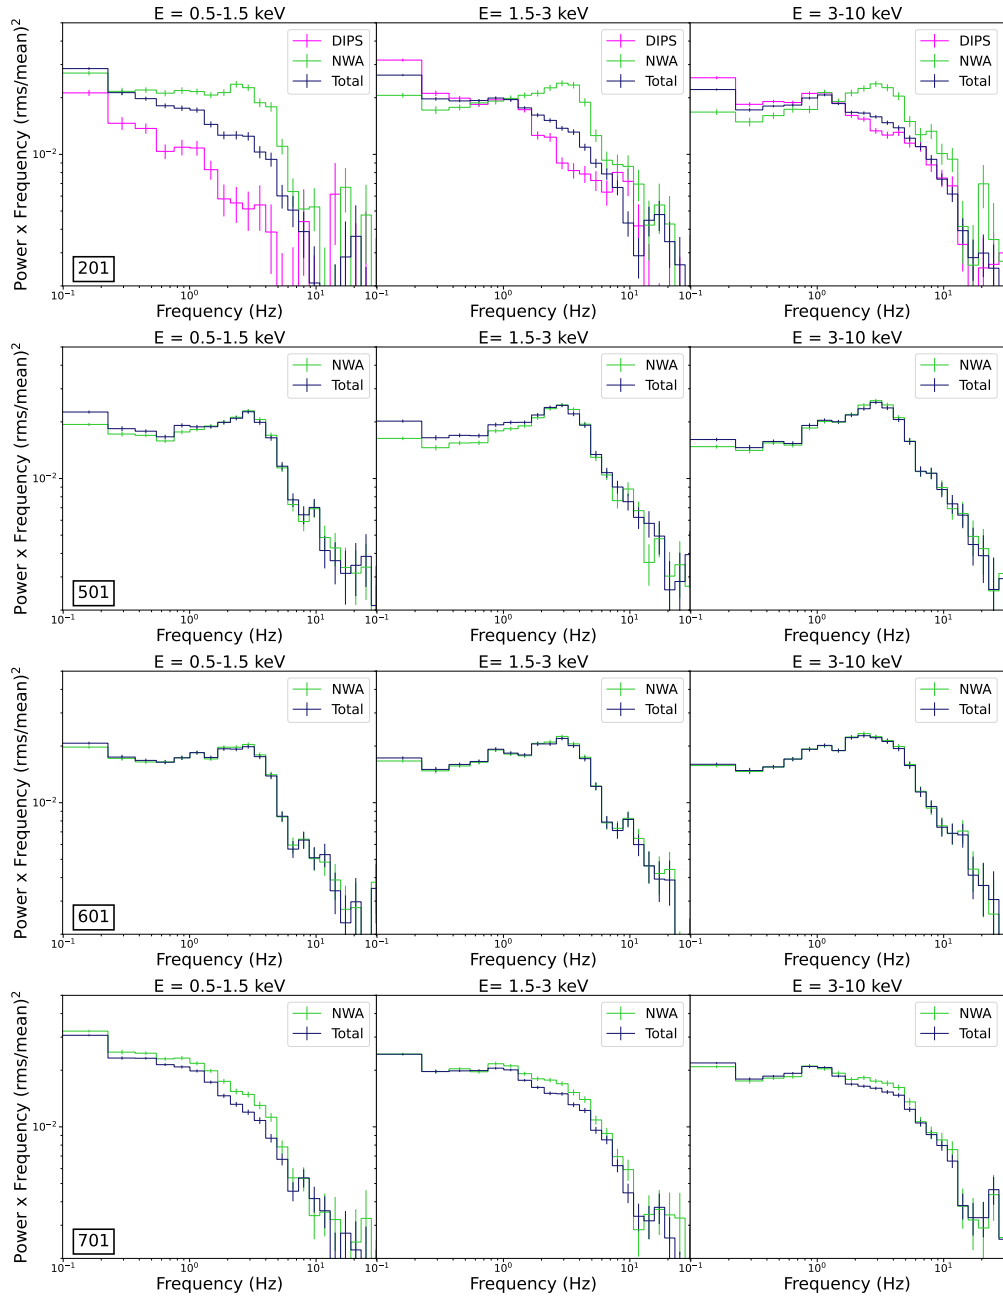 E = 0.5-1.5 keV
E= 1.5-3 keV
E = 3-10 keV
Power x Frequency (rms/mean)²
DIPS
NWA
Total
DIPS
NWA
Total
DIPS
NWA
Total
10⁻²
201
10⁻¹ 10⁰ 10¹ 10⁻¹ 10⁰ 10¹ 10⁻¹ 10⁰ 10¹
Frequency (Hz)
Frequency (Hz)
Frequency (Hz)
E = 0.5-1.5 keV
E= 1.5-3 keV
E = 3-10 keV
Power x Frequency (rms/mean)²
NWA
Total
NWA
Total
NWA
Total
10⁻²
501
10⁻¹ 10⁰ 10¹ 10⁻¹ 10⁰ 10¹ 10⁻¹ 10⁰ 10¹
Frequency (Hz)
Frequency (Hz)
Frequency (Hz)
E = 0.5-1.5 keV
E= 1.5-3 keV
E = 3-10 keV
Power x Frequency (rms/mean)²
NWA
Total
NWA
Total
NWA
Total
10⁻²
601
10⁻¹ 10⁰ 10¹ 10⁻¹ 10⁰ 10¹ 10⁻¹ 10⁰ 10¹
Frequency (Hz)
Frequency (Hz)
Frequency (Hz)
E = 0.5-1.5 keV
E= 1.5-3 keV
E = 3-10 keV
Power x Frequency (rms/mean)²
NWA
Total
NWA
Total
NWA
Total
10⁻²
701
10⁻¹ 10⁰ 10¹ 10⁻¹ 10⁰ 10¹ 10⁻¹ 10⁰ 10¹
Frequency (Hz)
Frequency (Hz)
Frequency (Hz)